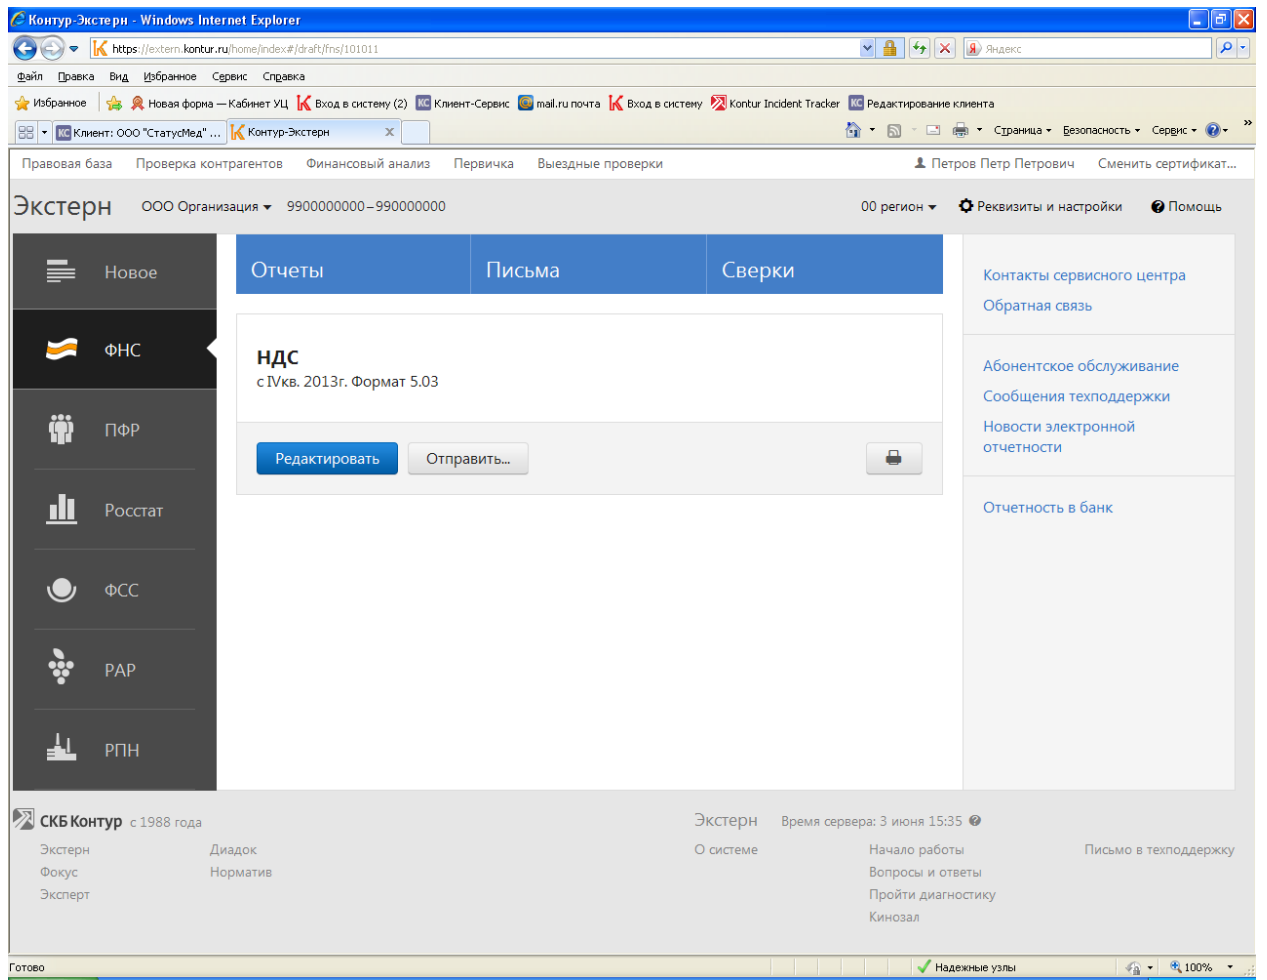 Контур-Экстерн - Windows Internet Explorer
https://extern.kontur.ru/home/index#/draft/fns/101011
Яндекс
Файл Правка Вид Избранное Сервис Справка
Избранное Новая форма — Кабинет УЦ Вход в систему (2) КС Клиент-Сервис mail.ru почта Вход в систему Kontur Incident Tracker КС Редактирование клиента
КС Клиент: ООО "СтатусМед" ... Контур-Экстерн X Страница Безопасность Сервис »
Правовая база Проверка контрагентов Финансовый анализ Первичка Выездные проверки Петров Петр Петрович Сменить сертификат...
Экстерн ООО Организация 9900000000–990000000 00 регион Реквизиты и настройки Помощь
Новое
ФНС
ПФР
Росстат
ФСС
РАР
РПН
Отчеты Письма Сверки
НДС
с IVкв. 2013г. Формат 5.03
Редактировать Отправить...
Контакты сервисного центра
Обратная связь
Абонентское обслуживание
Сообщения техподдержки
Новости электронной
отчетности
Отчетность в банк
СКБ Контур с 1988 года
Экстерн Диадок
Фокус Норматив
Эксперт
Экстерн Время сервера: 3 июня 15:35
О системе Начало работы Письмо в техподдержку
Вопросы и ответы
Пройти диагностику
Кинозал
Готово Надежные узлы 100%